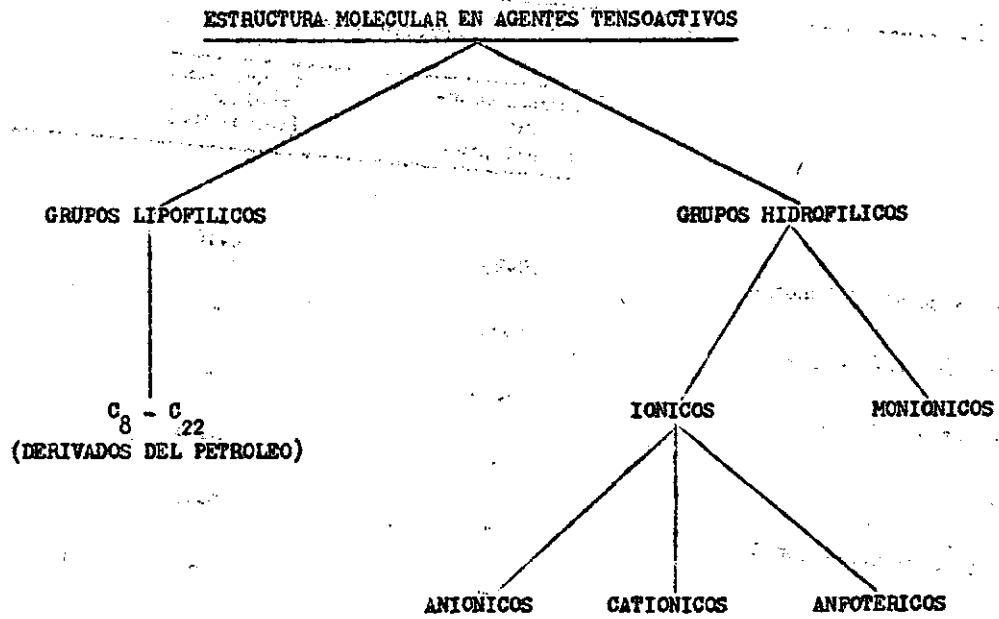 ESTRUCTURA MOLECULAR EN AGENTES TENSOACTIVOS
GRUPOS LIPOFILICOS
GRUPOS HIDROFILICOS
C8 - C22
(DERIVADOS DEL PETROLEO)
IONICOS
MONIONICOS
ANIONICOS
CATIONICOS
ANFOTERICOS